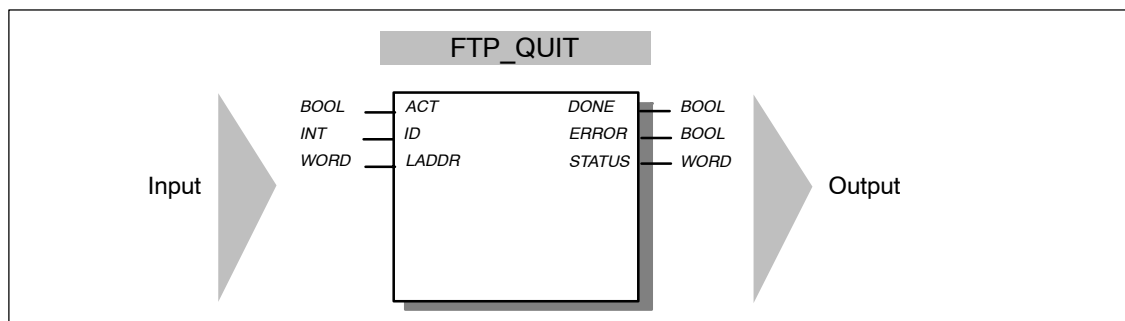 FTP_QUIT
BOOL ACT DONE BOOL
INT ID ERROR BOOL
WORD LADDR STATUS WORD
Input Output